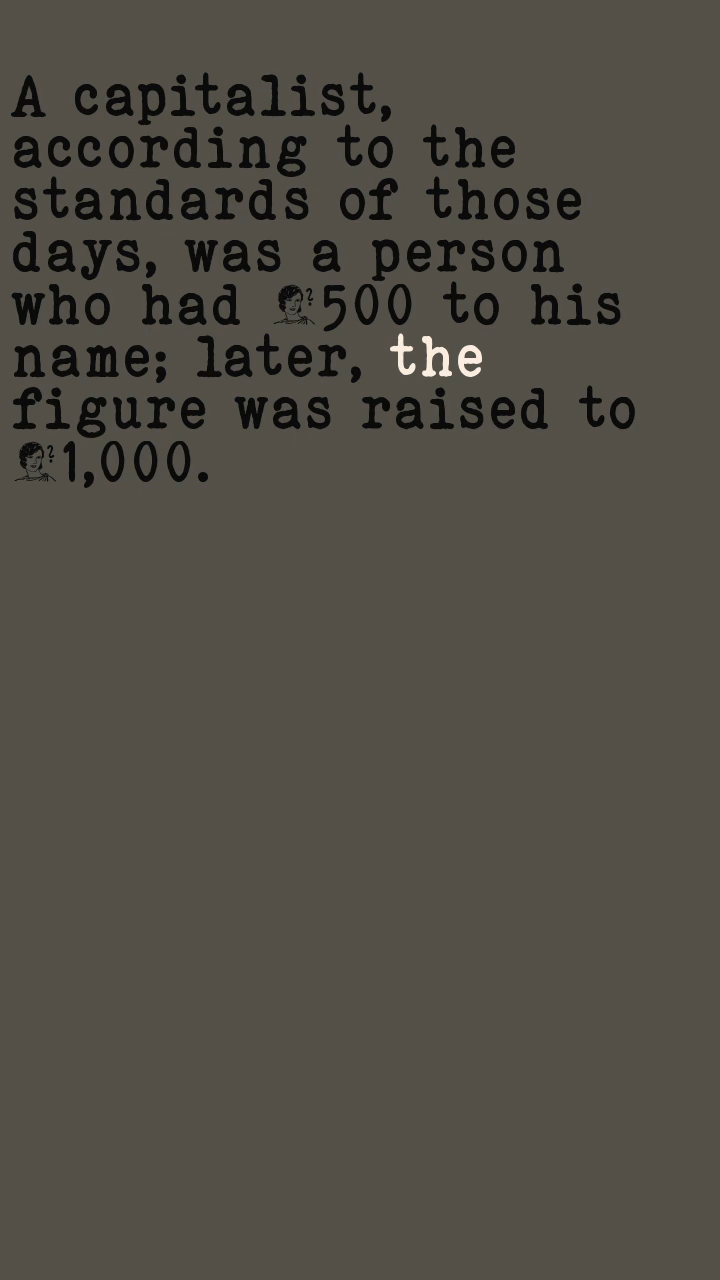 A capitalist,
according to the
standards of those
days, was a person
who had 500 to his
name; later, the
figure was raised to
1,000.